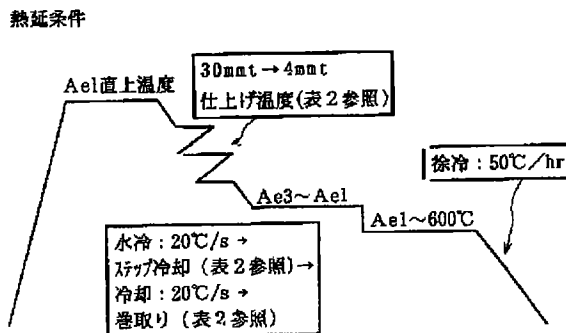 熱延条件
Ae1直上温度
30mmt→4mmt
仕上げ温度(表2参照)
徐冷：50℃/hr
Ae3～Ae1
Ae1～600℃
水冷：20℃/s →
ステップ冷却 (表2参照)→
冷却：20℃/s →
巻取り (表2参照)